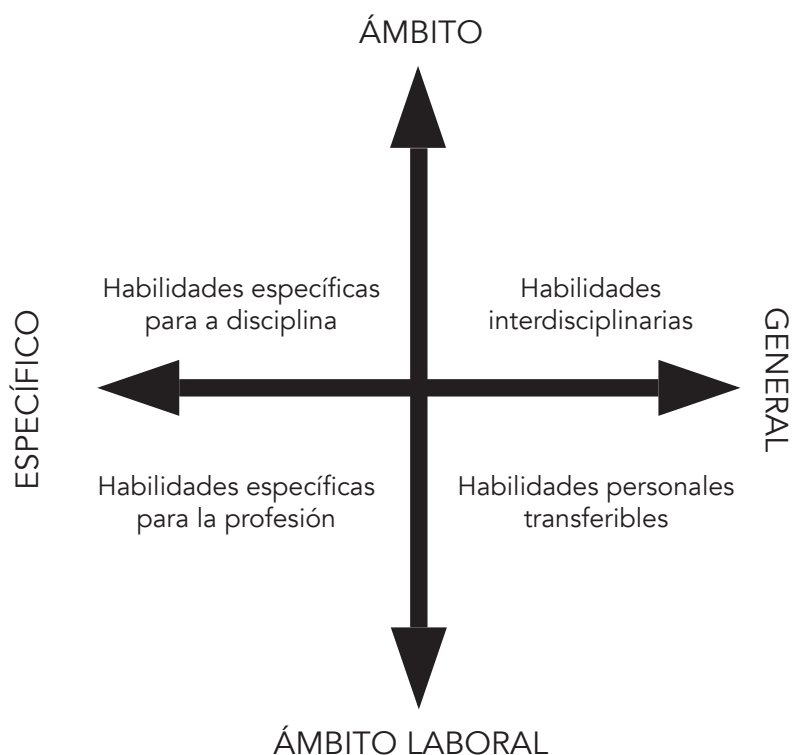 ÁMBITO
Habilidades específicas
para a disciplina
Habilidades
interdisciplinarias
ESPECÍFICO
GENERAL
Habilidades específicas
para la profesión
Habilidades personales
transferibles
ÁMBITO LABORAL